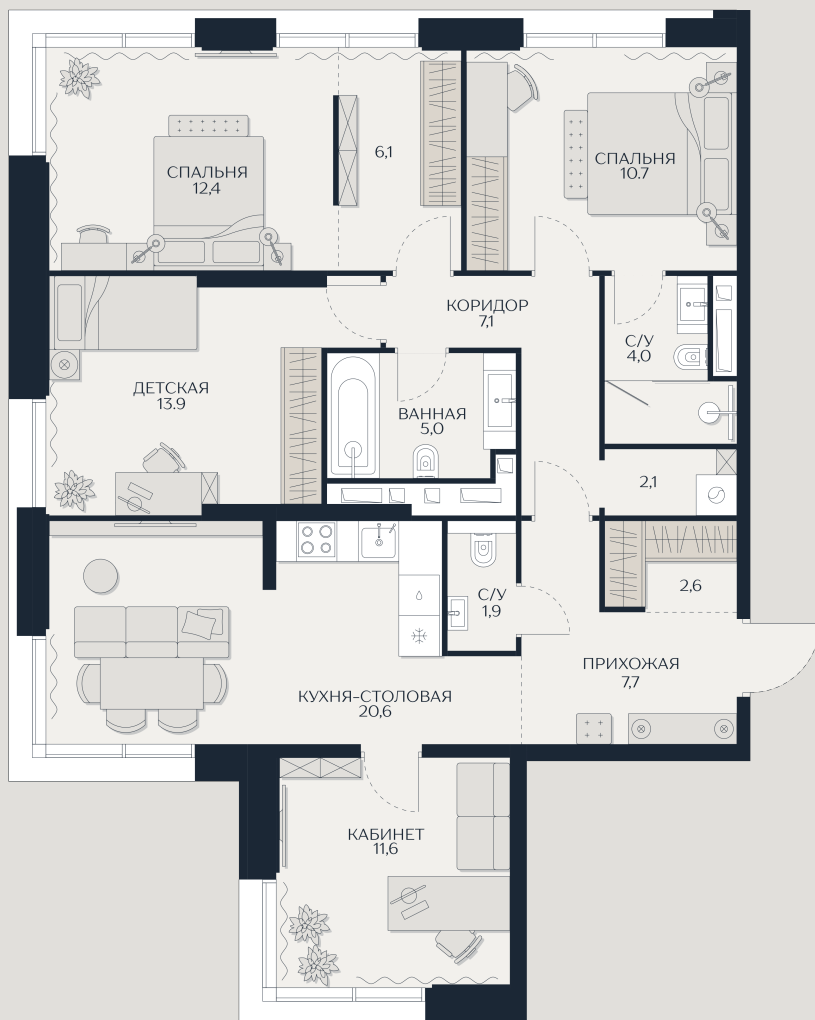 6,1
СПАЛЬНЯ
12,4
СПАЛЬНЯ
10.7
КОРИДОР
7,1
С/У
4,0
ДЕТСКАЯ
13.9
ВАННАЯ
5,0
2,1
2,6
С/У
1,9
ПРИХОЖАЯ
7,7
КУХНЯ-СТОЛОВАЯ
20,6
КАБИНЕТ
11,6